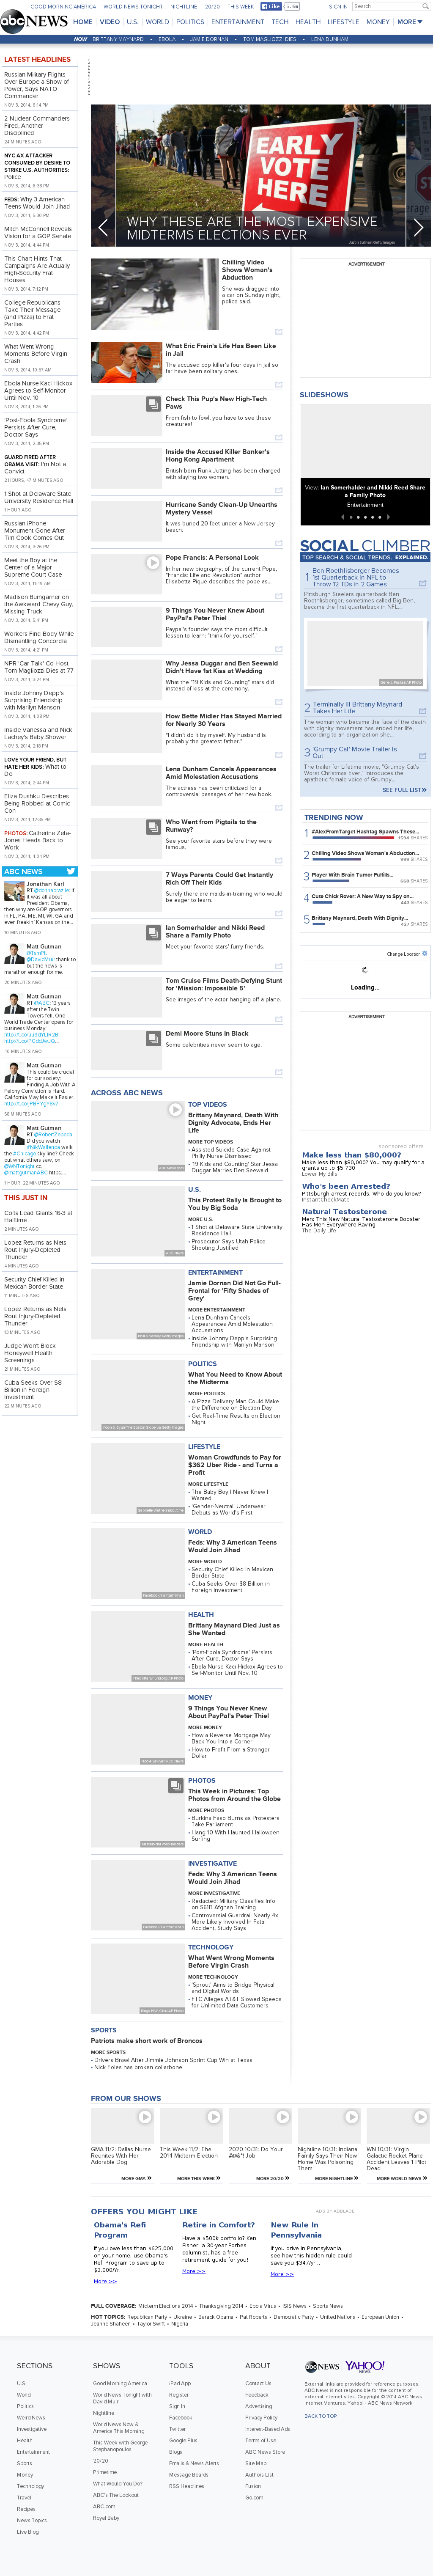 GOOD MORNING AMERICA WORLD NEWS TONIGHT NIGHTLINE 20/20 THIS WEEK Like SIGN IN Search
abc NEWS HOME VIDEO U.S. WORLD POLITICS ENTERTAINMENT TECH HEALTH LIFESTYLE MONEY MORE
NOW BRITTANY MAYNARD • EBOLA • JAMIE DORNAN • TOM MAGLIOZZI DIES • LENA DUNHAM
LATEST HEADLINES
Russian Military Flights
Over Europe a Show of
Power, Says NATO
Commander
NOV 3, 2014, 6:14 PM
2 Nuclear Commanders
Fired, Another
Disciplined
24 MINUTES AGO
NYC AX ATTACKER
CONSUMED BY DESIRE TO
STRIKE U.S. AUTHORITIES:
Police
NOV 3, 2014, 6:38 PM
FEDS: Why 3 American
Teens Would Join Jihad
NOV 3, 2014, 5:30 PM
Mitch McConnell Reveals
Vision for a GOP Senate
NOV 3, 2014, 4:44 PM
This Chart Hints That
Campaigns Are Actually
High-Security Frat
Houses
NOV 3, 2014, 7:12 PM
College Republicans
Take Their Message
(and Pizza) to Frat
Parties
NOV 3, 2014, 4:42 PM
What Went Wrong
Moments Before Virgin
Crash
NOV 3, 2014, 10:57 AM
Ebola Nurse Kaci Hickox
Agrees to Self-Monitor
Until Nov. 10
NOV 3, 2014, 1:26 PM
'Post-Ebola Syndrome'
Persists After Cure,
Doctor Says
NOV 3, 2014, 2:35 PM
GUARD FIRED AFTER
OBAMA VISIT: I'm Not a
Convict
2 HOURS, 47 MINUTES AGO
1 Shot at Delaware State
University Residence Hall
1 HOUR AGO
Russian iPhone
Monument Gone After
Tim Cook Comes Out
NOV 3, 2014, 3:26 PM
Meet the Boy at the
Center of a Major
Supreme Court Case
NOV 3, 2014, 11:49 AM
Madison Bumgarner on
the Awkward Chevy Guy,
Missing Truck
NOV 3, 2014, 5:41 PM
Workers Find Body While
Dismantling Concordia
NOV 3, 2014, 4:21 PM
NPR 'Car Talk' Co-Host
Tom Magliozzi Dies at 77
NOV 3, 2014, 3:24 PM
Inside Johnny Depp's
Surprising Friendship
with Marilyn Manson
NOV 3, 2014, 4:08 PM
Inside Vanessa and Nick
Lachey's Baby Shower
NOV 3, 2014, 2:18 PM
LOVE YOUR FRIEND, BUT
HATE HER KIDS: What to
Do
NOV 3, 2014, 2:44 PM
Eliza Dushku Describes
Being Robbed at Comic
Con
NOV 3, 2014, 12:35 PM
PHOTOS: Catherine Zeta-
Jones Heads Back to
Work
NOV 3, 2014, 4:04 PM
ABC NEWS
Jonathan Karl
RT @donnabrazile: If
it was all about
President Obama,
then why are GOP governors
in FL, PA, ME, MI, WI, GA and
even freakin' Kansas on the...
10 MINUTES AGO
Matt Gutman
@TomPit
@DavidMuir thank to
but the news is
marathon enough for me.
28 MINUTES AGO
Matt Gutman
RT @ABC: 13 years
after the Twin
Towers fell, One
World Trade Center opens for
business Monday:
40 MINUTES AGO
Matt Gutman
This could be crucial
for our society:
Finding A Job With A
Felony Conviction Is Hard.
California May Make It Easier.
58 MINUTES AGO
Matt Gutman
RT @RobertZepeda:
Did you watch
#NikWallenda walk
the #Chicago sky line? Check
out what others saw, on
@WNTonight cc.
@mattgutmanABC https:...
1 HOUR, 22 MINUTES AGO
THIS JUST IN
Colts Lead Giants 16-3 at
Halftime
2 MINUTES AGO
Lopez Returns as Nets
Rout Injury-Depleted
Thunder
4 MINUTES AGO
Security Chief Killed in
Mexican Border State
11 MINUTES AGO
Lopez Returns as Nets
Rout Injury-Depleted
Thunder
13 MINUTES AGO
Judge Won't Block
Honeywell Health
Screenings
21 MINUTES AGO
Cuba Seeks Over $8
Billion in Foreign
Investment
22 MINUTES AGO
ADVERTISEMENT
EARLY
VOTE
HERE
WHY THESE ARE THE MOST EXPENSIVE
MIDTERMS ELECTIONS EVER
Chilling Video
Shows Woman's
Abduction
She was dragged into
a car on Sunday night,
police said.
What Eric Frein's Life Has Been Like
in Jail
The accused cop killer's four days in jail so
far have been solitary ones.
Check This Pup's New High-Tech
Paws
From fish to fowl, you have to see these
creatures!
Inside the Accused Killer Banker's
Hong Kong Apartment
British-born Rurik Jutting has been charged
with slaying two women.
Hurricane Sandy Clean-Up Unearths
Mystery Vessel
It was buried 20 feet under a New Jersey
beach.
Pope Francis: A Personal Look
In her new biography, of the current Pope,
"Francis: Life and Revolution" author
Elisabetta Pique describes the pope as...
9 Things You Never Knew About
PayPal's Peter Thiel
Paypal's founder says the most difficult
lesson to learn: "think for yourself."
Why Jessa Duggar and Ben Seewald
Didn't Have 1st Kiss at Wedding
What the "19 Kids and Counting" stars did
instead of kiss at the ceremony.
How Bette Midler Has Stayed Married
for Nearly 30 Years
"I didn't do it by myself. My husband is
probably the great architect."
Lena Dunham Cancels Appearances
Amid Molestation Accusations
The actress has been criticized for a
controversial passages of her new book.
Who Went from Pigtails to the
Runway?
See your favorite stars before they were
famous.
7 Ways Parents Could Get Instantly
Rich Off Their Kids
Surely there are maids-in-training who would
be eager to learn.
Ian Somerhalder and Nikki Reed
Share a Family Photo
Meet your favorite stars' furry friends.
Tom Cruise Films Death-Defying Stunt
for 'Mission: Impossible 5'
See images of the actor hanging off a plane.
Demi Moore Stuns In Black
Some celebrities never seem to age.
ADVERTISEMENT
SLIDESHOWS
View: Ian Somerhalder and Nikki Reed Share
a Family Photo
Entertainment
SOCIAL CLIMBER
TOP SEARCH & SOCIAL TRENDS. EXPLAINED.
1 Ben Roethlisberger Becomes
1st Quarterback in NFL to
Throw 12 TDs in 2 Games
Pittsburgh Steelers quarterback Ben
Roethlisberger, sometimes called Big Ben,
became the first quarterback in NFL...
2 Terminally Ill Brittany Maynard
Takes Her Life
The woman who became the face of the death
with dignity movement has ended her life,
according to an organization she...
3 'Grumpy Cat' Movie Trailer Is
Out
The trailer for Lifetime movie, "Grumpy Cat's
Worst Christmas Ever," introduces the
apathetic female voice of Grumpy...
SEE FULL LIST
TRENDING NOW
1 #AlexFromTarget Hashtag Spawns These...
1034 SHARES
2 Chilling Video Shows Woman's Abduction...
959 SHARES
3 Player With Brain Tumor Fulfills...
668 SHARES
4 Cute Chick Rover: A New Way to Spy on...
443 SHARES
5 Brittany Maynard, Death With Dignity...
427 SHARES
Change Location
Loading...
ADVERTISEMENT
sponsored offers
Make less than $80,000?
Make less than $80,000? You may qualify for a
grants up to $5,730
Lower My Bills
Who's been Arrested?
Pittsburgh arrest records. Who do you know?
InstantCheckMate
Natural Testosterone
Men: This New Natural Testosterone Booster
Has Men Everywhere Raving
The Daily Life
ACROSS ABC NEWS
TOP VIDEOS
Brittany Maynard, Death With
Dignity Advocate, Ends Her
Life
MORE TOP VIDEOS
• Assisted Suicide Case Against
Philly Nurse Dismissed
• '19 Kids and Counting' Star Jessa
Duggar Marries Ben Seewald
U.S.
This Protest Rally Is Brought to
You by Big Soda
MORE U.S.
• 1 Shot at Delaware State University
Residence Hall
• Prosecutor Says Utah Police
Shooting Justified
ENTERTAINMENT
Jamie Dornan Did Not Go Full-
Frontal for 'Fifty Shades of
Grey'
MORE ENTERTAINMENT
• Lena Dunham Cancels
Appearances Amid Molestation
Accusations
• Inside Johnny Depp's Surprising
Friendship with Marilyn Manson
POLITICS
What You Need to Know About
the Midterms
MORE POLITICS
• A Pizza Delivery Man Could Make
the Difference on Election Day
• Get Real-Time Results on Election
Night
LIFESTYLE
Woman Crowdfunds to Pay for
$362 Uber Ride - and Turns a
Profit
MORE LIFESTYLE
• The Baby Boy I Never Knew I
Wanted
• 'Gender-Neutral' Underwear
Debuts as World's First
WORLD
Feds: Why 3 American Teens
Would Join Jihad
MORE WORLD
• Security Chief Killed in Mexican
Border State
• Cuba Seeks Over $8 Billion in
Foreign Investment
HEALTH
Brittany Maynard Died Just as
She Wanted
MORE HEALTH
• 'Post-Ebola Syndrome' Persists
After Cure, Doctor Says
• Ebola Nurse Kaci Hickox Agrees to
Self-Monitor Until Nov. 10
MONEY
9 Things You Never Knew
About PayPal's Peter Thiel
MORE MONEY
• How a Reverse Mortgage May
Back You Into a Corner
• How to Profit From a Stronger
Dollar
PHOTOS
This Week in Pictures: Top
Photos from Around the Globe
MORE PHOTOS
• Burkina Faso Burns as Protesters
Take Parliament
• Hang 10 With Haunted Halloween
Surfing
INVESTIGATIVE
Feds: Why 3 American Teens
Would Join Jihad
MORE INVESTIGATIVE
• Redacted: Military Classifies Info
on $61B Afghan Training
• Controversial Guardrail Nearly 4x
More Likely Involved In Fatal
Accident, Study Says
TECHNOLOGY
What Went Wrong Moments
Before Virgin Crash
MORE TECHNOLOGY
• 'Sprout' Aims to Bridge Physical
and Digital Worlds
• FTC Alleges AT&T Slowed Speeds
for Unlimited Data Customers
SPORTS
Patriots make short work of Broncos
MORE SPORTS
• Drivers Brawl After Jimmie Johnson Sprint Cup Win at Texas
• Nick Foles has broken collarbone
FROM OUR SHOWS
GMA 11/2: Dallas Nurse
Reunites With Her
Adorable Dog
MORE GMA
This Week 11/2: The
2014 Midterm Election
MORE THIS WEEK
2020 10/31: Do Your
#@&*! Job
MORE 20/20
Nightline 10/31: Indiana
Family Says Their New
Home Was Poisoning
Them
MORE NIGHTLINE
WN 10/31: Virgin
Galactic Rocket Plane
Accident Leaves 1 Pilot
Dead
MORE WORLD NEWS
OFFERS YOU MIGHT LIKE
ADS BY ADBLADE
Obama's Refi
Program
If you owe less than $625,000
on your home, use Obama's
Refi Program to save up to
$3,000/Yr.
More >>
Retire in Comfort?
Have a $500k portfolio? Ken
Fisher, a 30-year Forbes
columnist, has a free
retirement guide for you!
More >>
New Rule In
Pennsylvania
If you drive in Pennsylvania,
see how this hidden rule could
save you $347/yr...
More >>
FULL COVERAGE: Midterm Elections 2014 • Thanksgiving 2014 • Ebola Virus • ISIS News • Sports News
HOT TOPICS: Republican Party • Ukraine • Barack Obama • Pat Roberts • Democratic Party • United Nations • European Union •
Jeanne Shaheen • Taylor Swift • Nigeria
SECTIONS
U.S.
World
Politics
Weird News
Investigative
Health
Entertainment
Sports
Money
Technology
Travel
Recipes
News Topics
Live Blog
SHOWS
Good Morning America
World News Tonight with
David Muir
Nightline
World News Now &
America This Morning
This Week with George
Stephanopoulos
20/20
Primetime
What Would You Do?
ABC's The Lookout
ABC.com
Royal Baby
TOOLS
iPad App
Register
Sign In
Facebook
Twitter
Google Plus
Blogs
Emails & News Alerts
Message Boards
RSS Headlines
ABOUT
Contact Us
Feedback
Advertising
Privacy Policy
Interest-Based Ads
Terms of Use
ABC News Store
Site Map
Authors List
Fusion
Go.com
abc NEWS YAHOO! NEWS
External links are provided for reference purposes.
ABC News is not responsible for the content of
external Internet sites. Copyright © 2014 ABC News
Internet Ventures. Yahoo! - ABC News Network
BACK TO TOP